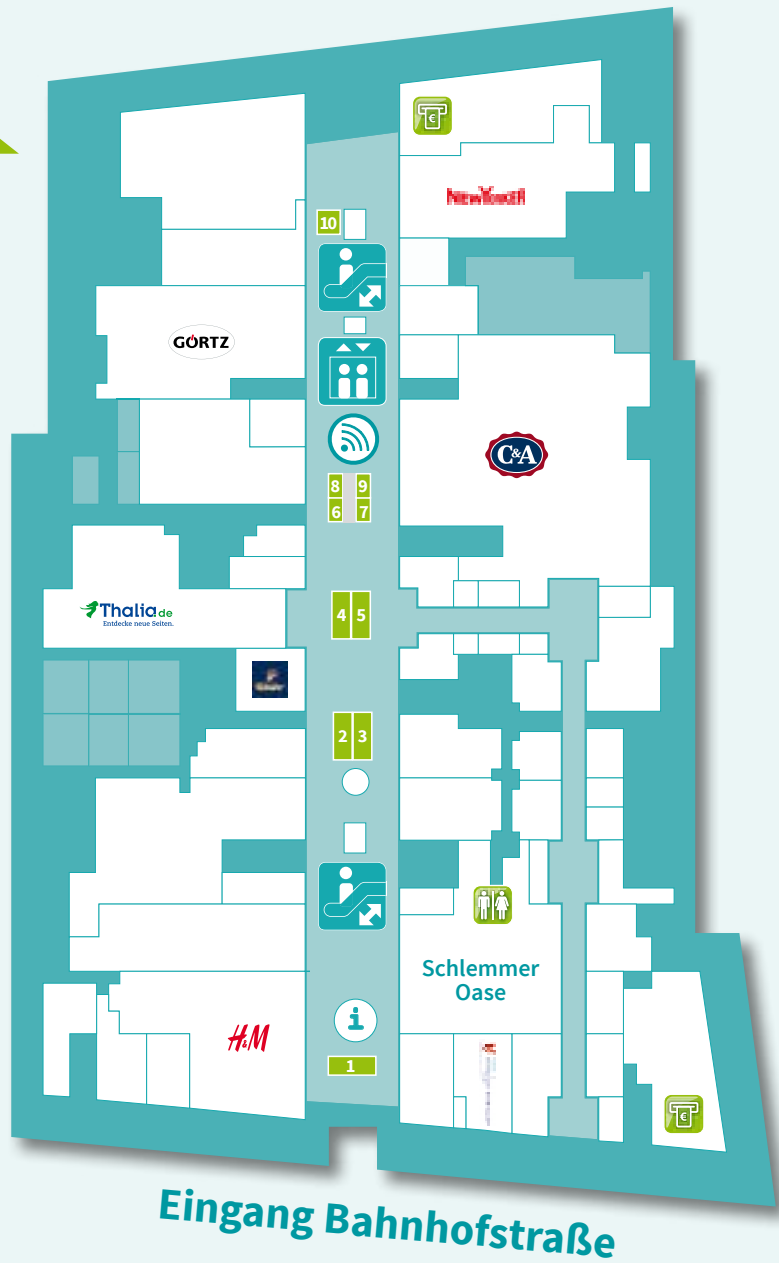 €
NEWYORKER
10
GÖRTZ
C&A
8 9
6 7
Thalia.de
Entdecke neue Seiten.
4 5
2 3
Schlemmer
Oase
i
H&M
1
€
Eingang Bahnhofstraße